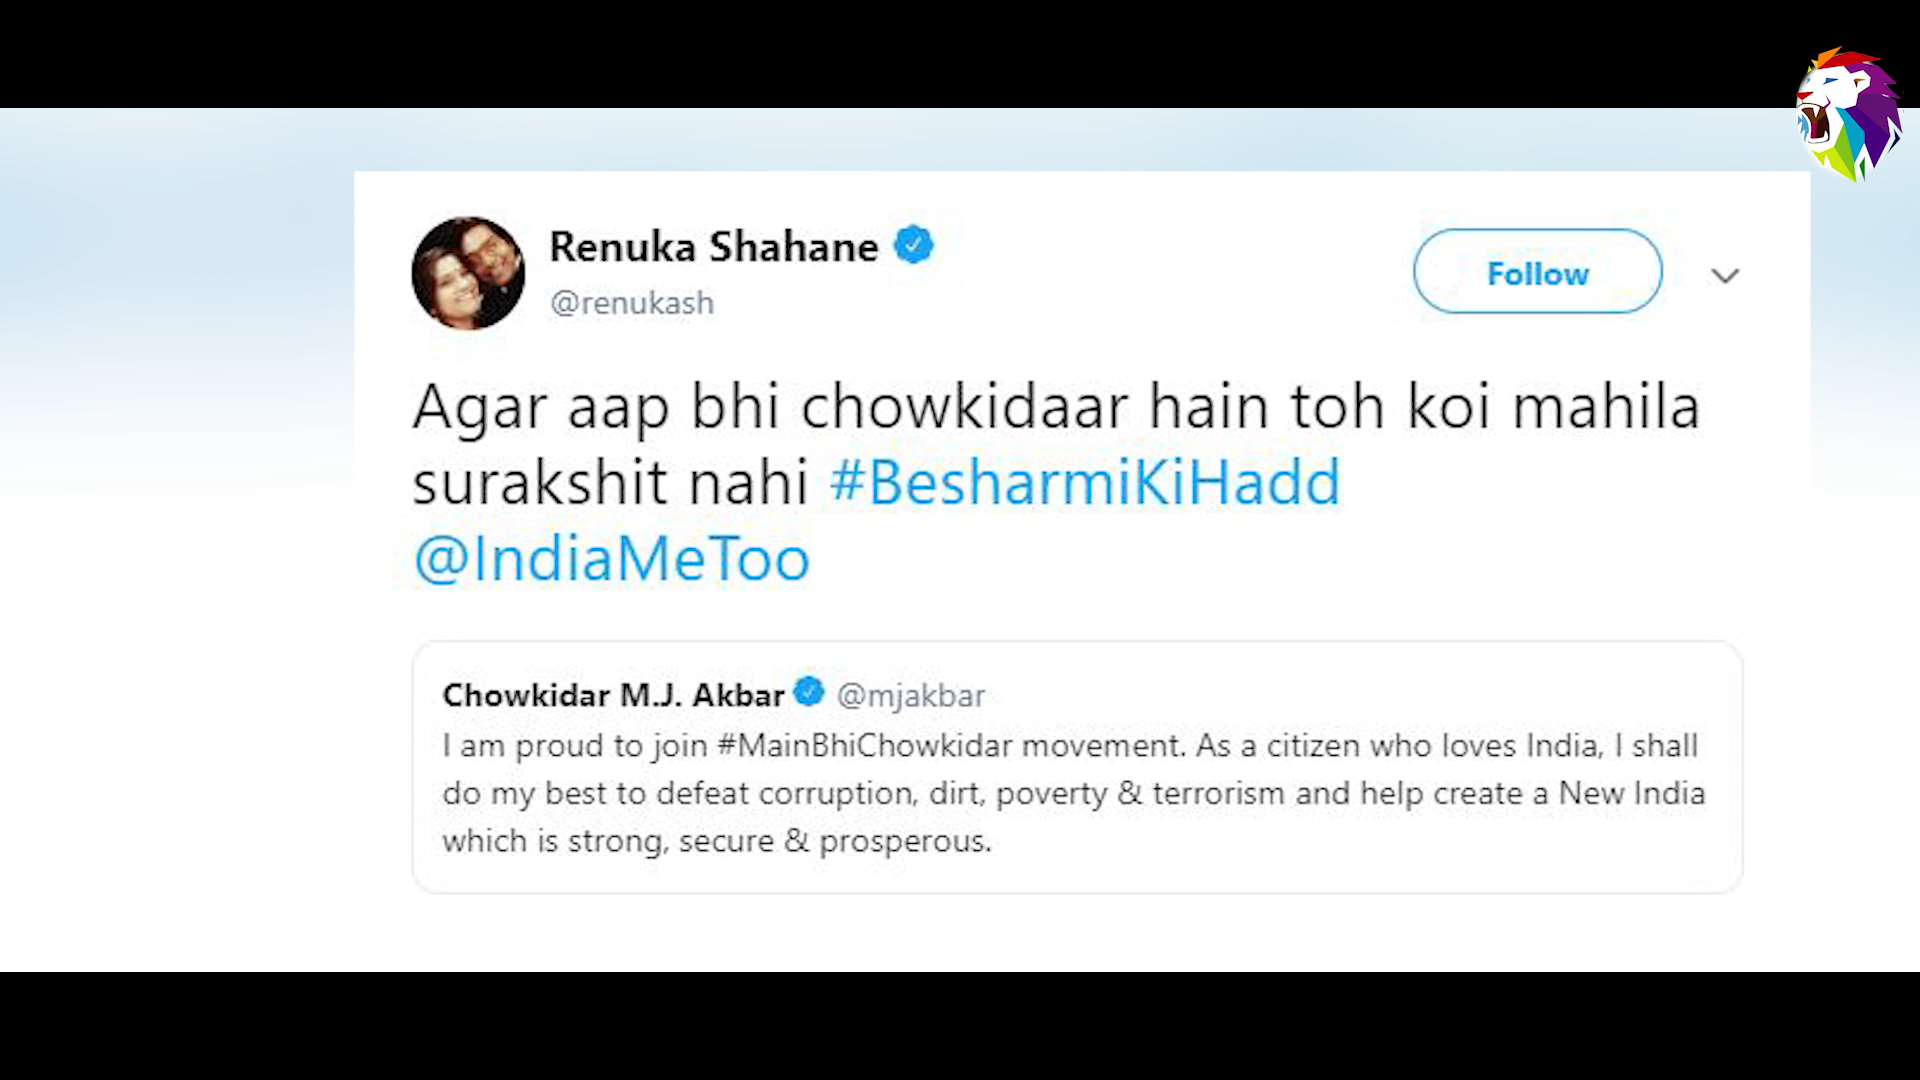 Renuka Shahane
@renukash
Follow
Agar aap bhi chowkidaar hain toh koi mahila
surakshit nahi #BesharmiKiHadd
@IndiaMeToo
Chowkidar M.J. Akbar @mjakbar
I am proud to join #MainBhiChowkidar movement. As a citizen who loves India, I shall
do my best to defeat corruption, dirt, poverty & terrorism and help create a New India
which is strong, secure & prosperous.